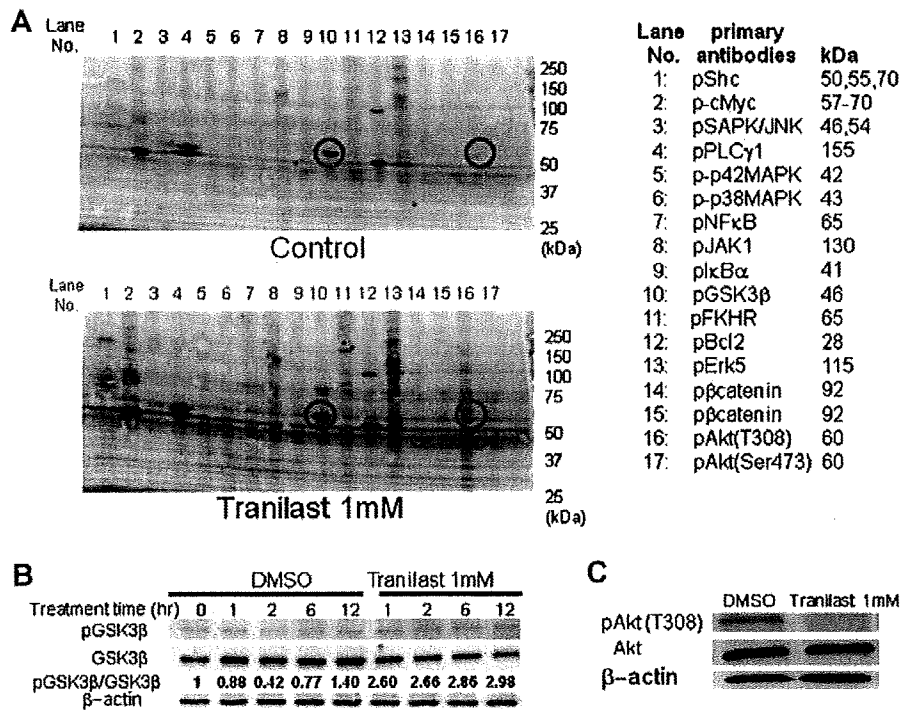 A
Lane No. 1 2 3 4 5 6 7 8 9 10 11 12 13 14 15 16 17
250
150
100
75
50
37
25
(kDa)
Control
Lane No. 1 2 3 4 5 6 7 8 9 10 11 12 13 14 15 16 17
250
150
100
75
50
37
25
(kDa)
Tranilast 1mM
Lane No. primary antibodies kDa
1: pShc 50,55,70
2: p-cMyc 57-70
3: pSAPK/JNK 46,54
4: pPLCγ1 155
5: p-p42MAPK 42
6: p-p38MAPK 43
7: pNFκB 65
8: pJAK1 130
9: pIκBα 41
10: pGSK3β 46
11: pFKHR 65
12: pBcl2 28
13: pErk5 115
14: pβcatenin 92
15: pβcatenin 92
16: pAkt(T308) 60
17: pAkt(Ser473) 60
B
DMSO Tranilast 1mM
Treatment time (hr) 0 1 2 6 12 1 2 6 12
pGSK3β
GSK3β
pGSK3β/GSK3β 1 0.88 0.42 0.77 1.40 2.60 2.66 2.86 2.98
β-actin
C
DMSO Tranilast 1mM
pAkt(T308)
Akt
β-actin